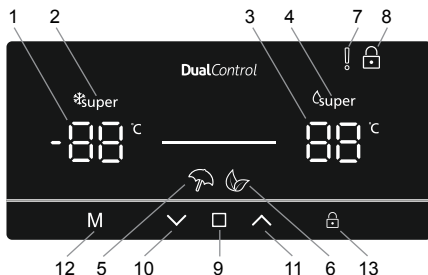 1 2 3 4 7 8
DualControl
super super
-88 °C 88 °C
M
12 5 10 9 11 6 13